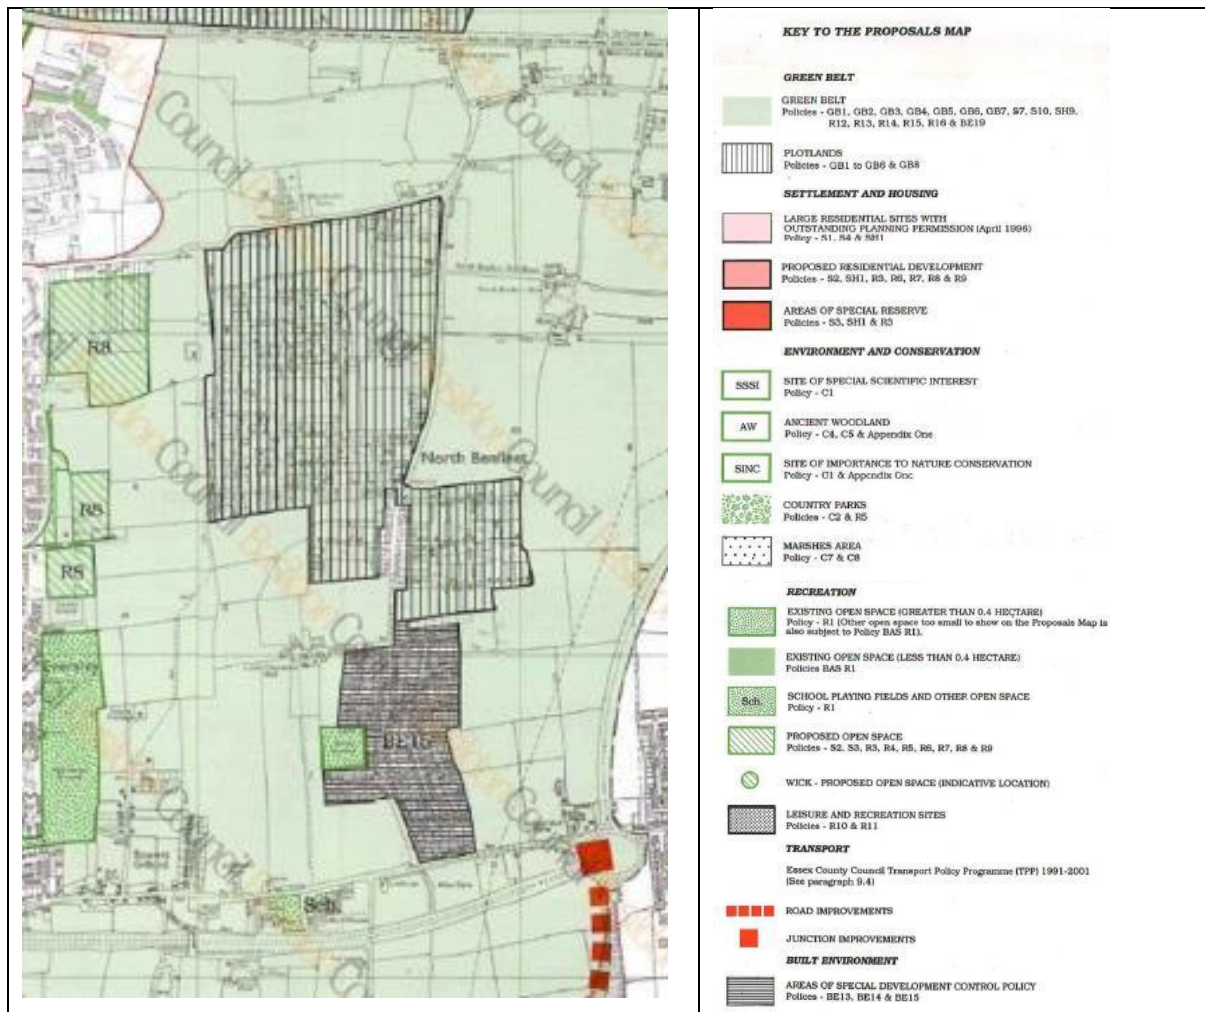 R8
North Benfleet
R8
R8
BE15
Sch.
KEY TO THE PROPOSALS MAP
GREEN BELT
GREEN BELT
Policies - GB1, GB2, GB3, GB4, GB5, GB6, GB7, S7, S10, SH9,
R12, R13, R14, R15, R16 & BE19
PLOTLANDS
Policies - GB1 to GB6 & GB8
SETTLEMENT AND HOUSING
LARGE RESIDENTIAL SITES WITH
OUTSTANDING PLANNING PERMISSION (April 1996)
Policy - S1, S4 & SH1
PROPOSED RESIDENTIAL DEVELOPMENT
Policies - S2, SH1, R3, R6, R7, R8 & R9
AREAS OF SPECIAL RESERVE
Policies - S3, SH1 & R3
ENVIRONMENT AND CONSERVATION
SSSI
SITE OF SPECIAL SCIENTIFIC INTEREST
Policy - C1
AW
ANCIENT WOODLAND
Policy - C4, C5 & Appendix One
SINC
SITE OF IMPORTANCE TO NATURE CONSERVATION
Policy - C1 & Appendix One
COUNTRY PARKS
Policies - C2 & R5
MARSHES AREA
Policy - C7 & C8
RECREATION
EXISTING OPEN SPACE (GREATER THAN 0.4 HECTARE)
Policy - R1 (Other open space too small to show on the Proposals Map is
also subject to Policy BAS R1).
EXISTING OPEN SPACE (LESS THAN 0.4 HECTARE)
Policies BAS R1
Sch.
SCHOOL PLAYING FIELDS AND OTHER OPEN SPACE
Policy - R1
PROPOSED OPEN SPACE
Policies - S2, S3, R3, R4, R5, R6, R7, R8 & R9
WICK - PROPOSED OPEN SPACE (INDICATIVE LOCATION)
LEISURE AND RECREATION SITES
Policies - R10 & R11
TRANSPORT
Essex County Council Transport Policy Programme (TPP) 1991-2001
(See paragraph 9.4)
ROAD IMPROVEMENTS
JUNCTION IMPROVEMENTS
BUILT ENVIRONMENT
AREAS OF SPECIAL DEVELOPMENT CONTROL POLICY
Polices - BE13, BE14 & BE15